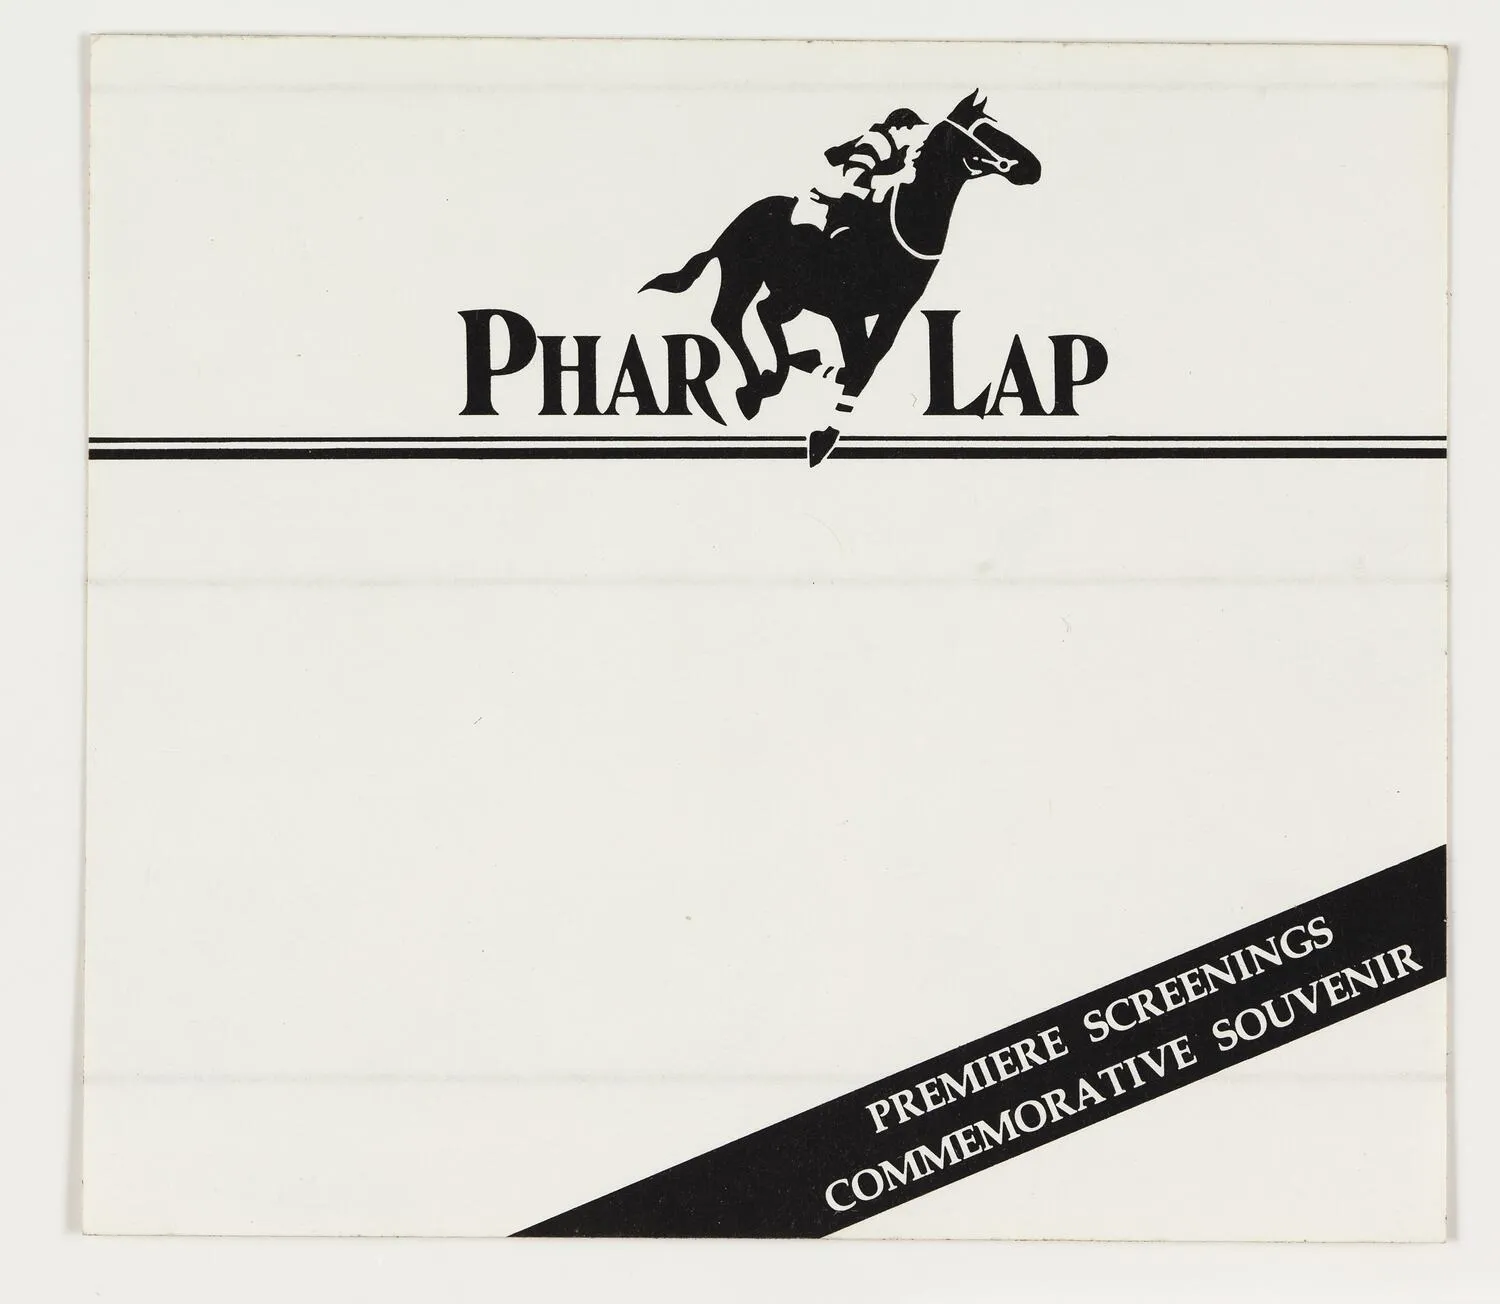 PHAR LAP
PREMIERE SCREENINGS
COMMEMORATIVE SOUVENIR